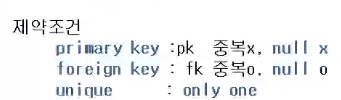 제약조건
primary key :pk 중복x, null x
foreign key : fk 중복o, null o
unique : only one